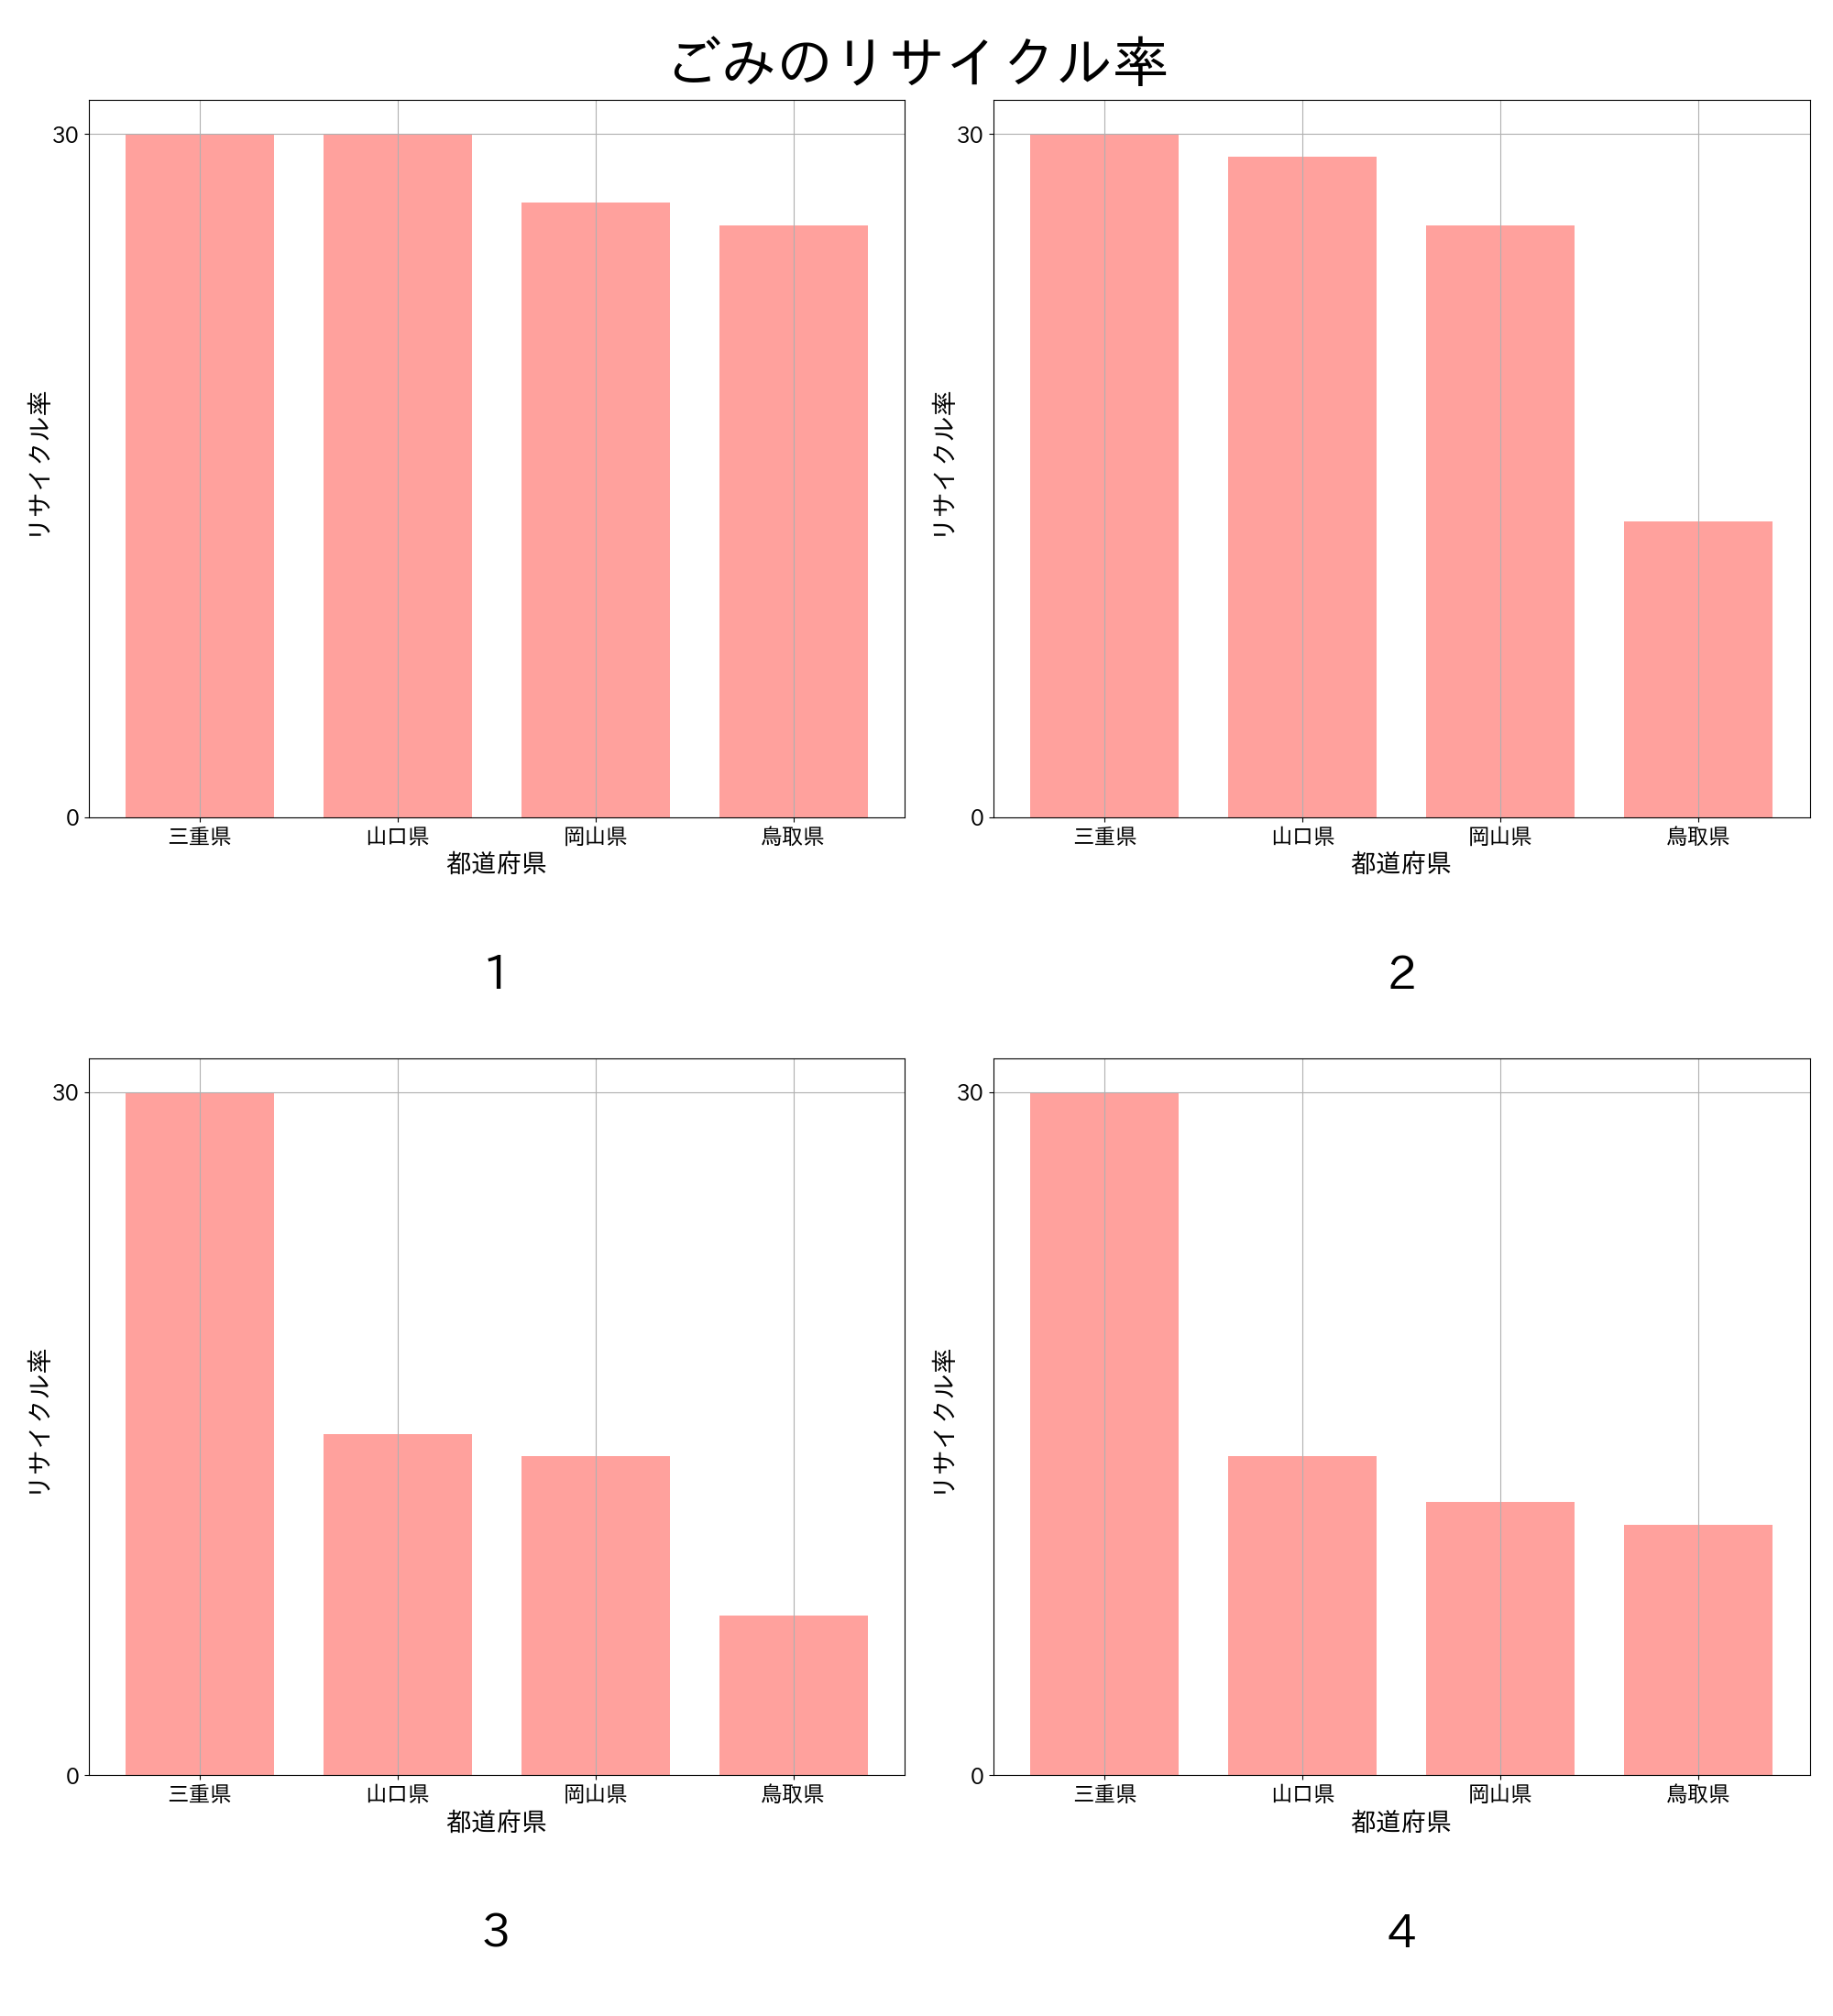 ごみのリサイクル率
30
リサイクル率
0
三重県 山口県 岡山県 鳥取県
都道府県
1
30
リサイクル率
0
三重県 山口県 岡山県 鳥取県
都道府県
2
30
リサイクル率
0
三重県 山口県 岡山県 鳥取県
都道府県
3
30
リサイクル率
0
三重県 山口県 岡山県 鳥取県
都道府県
4